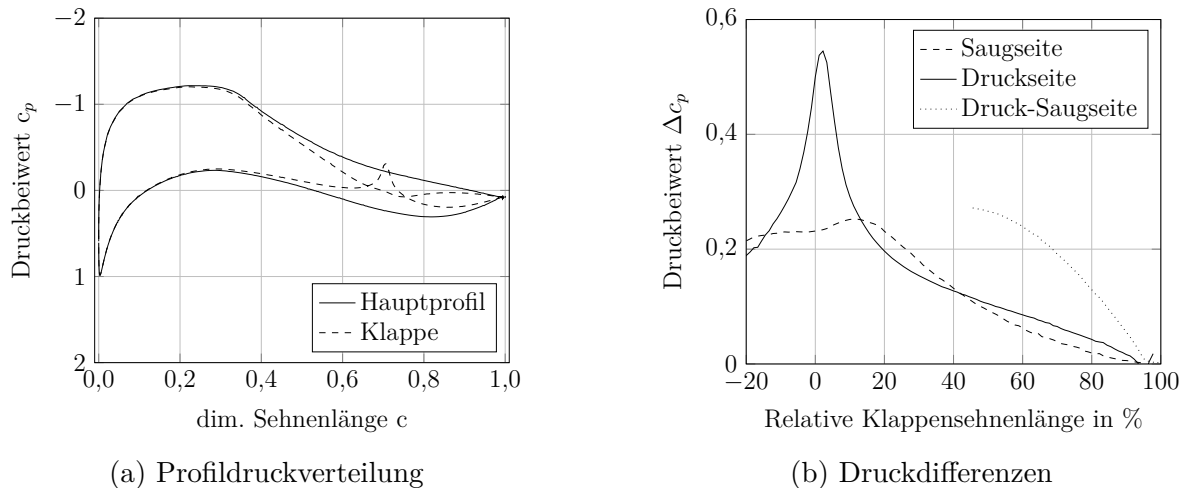 −2
−1
0
1
2
0,0
0,2
0,4
0,6
0,8
1,0
Druckbeiwert c_p
dim. Sehnenlänge c
Hauptprofil
Klappe
(a) Profildruckverteilung
0,6
0,4
0,2
0
−20
0
20
40
60
80
100
Druckbeiwert Δc_p
Relative Klappensehnenlänge in %
Saugseite
Druckseite
Druck-Saugseite
(b) Druckdifferenzen